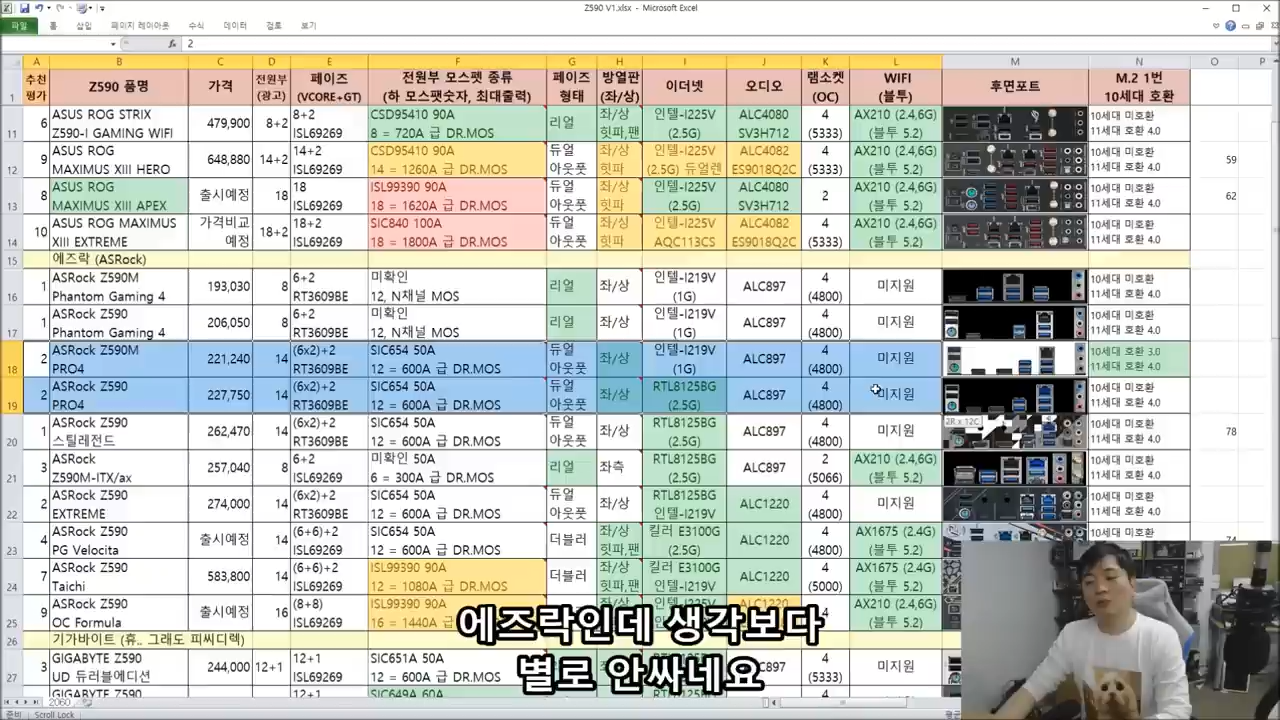 Z590 V1.xlsx - Microsoft Excel
파일 홈 삽입 페이지 레이아웃 수식 데이터 검토 보기
fx 2
A B C D E F G H I J K L M N O P
1 추천 평가 Z590 품명 가격 전원부 (광고) 페이즈 (VCORE+GT) 전원부 모스펫 종류 (하 모스펫숫자, 최대출력) 페이즈 형태 방열판 (좌/상) 이더넷 오디오 램소켓 (OC) WIFI (블투) 후면포트 M.2 1번 10세대 호환
11 6 ASUS ROG STRIX Z590-I GAMING WIFI 479,900 8+2 8+2 ISL69269 CSD95410 90A 8 = 720A 급 DR.MOS 리얼 좌/상 힛파,팬 인텔-I225V (2.5G) ALC4080 SV3H712 4 (5333) AX210 (2.4,6G) (블투 5.2) 10세대 미호환 11세대 호환 4.0
12 9 ASUS ROG MAXIMUS XIII HERO 648,880 14+2 14+2 ISL69269 CSD95410 90A 14 = 1260A 급 DR.MOS 듀얼 아웃풋 좌/상 힛파 인텔-I225V (2.5G) 듀얼렌 ALC4082 ES9018Q2C 4 (5333) AX210 (2.4,6G) (블투 5.2) 10세대 미호환 11세대 호환 4.0 59
13 8 ASUS ROG MAXIMUS XIII APEX 출시예정 18 18 ISL69269 ISL99390 90A 18 = 1620A 급 DR.MOS 듀얼 아웃풋 좌/상 힛파 인텔-I225V (2.5G) ALC4080 SV3H712 2 AX210 (2.4,6G) (블투 5.2) 10세대 미호환 11세대 호환 4.0 62
14 10 ASUS ROG MAXIMUS XIII EXTREME 가격비교 예정 18+2 18+2 ISL69269 SIC840 100A 18 = 1800A 급 DR.MOS 듀얼 아웃풋 좌/상 힛파 인텔-I225V AQC113CS ALC4082 ES9018Q2C 4 (5333) AX210 (2.4,6G) (블투 5.2) 10세대 미호환 11세대 호환 4.0
15 에즈락 (ASRock)
16 1 ASRock Z590M Phantom Gaming 4 193,030 8 6+2 RT3609BE 미확인 12, N채널 MOS 리얼 좌/상 인텔-I219V (1G) ALC897 4 (4800) 미지원 10세대 미호환 11세대 호환 4.0
17 1 ASRock Z590 Phantom Gaming 4 206,050 8 6+2 RT3609BE 미확인 12, N채널 MOS 리얼 좌/상 인텔-I219V (1G) ALC897 4 (4800) 미지원 10세대 미호환 11세대 호환 4.0
18 2 ASRock Z590M PRO4 221,240 14 (6x2)+2 RT3609BE SIC654 50A 12 = 600A 급 DR.MOS 듀얼 아웃풋 좌/상 인텔-I219V (1G) ALC897 4 (4800) 미지원 10세대 호환 3.0 11세대 호환 4.0
19 2 ASRock Z590 PRO4 227,750 14 (6x2)+2 RT3609BE SIC654 50A 12 = 600A 급 DR.MOS 듀얼 아웃풋 좌/상 RTL8125BG (2.5G) ALC897 4 (4800) 미지원 10세대 미호환 11세대 호환 4.0
20 1 ASRock Z590 스틸레전드 262,470 14 (6x2)+2 RT3609BE SIC654 50A 12 = 600A 급 DR.MOS 듀얼 아웃풋 좌/상 RTL8125BG (2.5G) ALC897 4 (4800) 미지원 2R x 12C 10세대 미호환 11세대 호환 4.0 78
21 3 ASRock Z590M-ITX/ax 257,040 8 6+2 ISL69269 미확인 50A 6 = 300A 급 DR.MOS 리얼 좌측 RTL8125BG (2.5G) ALC897 2 (5066) AX210 (2.4,6G) (블투 5.2) 10세대 미호환 11세대 호환 4.0
22 2 ASRock Z590 EXTREME 274,000 14 (6x2)+2 RT3609BE SIC654 50A 12 = 600A 급 DR.MOS 듀얼 아웃풋 좌/상 RTL8125BG 인텔-I219V ALC1220 4 (4800) 미지원 10세대 미호환 11세대 호환 4.0
23 4 ASRock Z590 PG Velocita 출시예정 14 (6+6)+2 ISL69269 SIC654 50A 12 = 600A 급 DR.MOS 더블러 좌/상 힛파,팬 킬러 E3100G (2.5G) ALC1220 4 (4800) AX1675 (2.4G) (블투 5.2) 10세대 미호환 74
24 7 ASRock Z590 Taichi 583,800 14 (6+6)+2 ISL69269 ISL99390 90A 12 = 1080A 급 DR.MOS 더블러 좌/상 힛파,팬 킬러 E3100G 인텔-I219V ALC1220 4 (5000) AX1675 (2.4G) (블투 5.2)
25 9 ASRock Z590 OC Formula 출시예정 16 (8+8) ISL69269 ISL99390 90A 16 = 1440A 급 ALC1220 AX210 (2.4,6G) (블투 5.2)
26 기가바이트 (휴.. 그래도 피씨디렉)
27 3 GIGABYTE Z590 UD 듀러블에디션 244,000 12+1 12+1 ISL69269 SIC651A 50A 미지원
GIGABYTE Z590 12+1 SIC649A 60A
에즈락인데 생각보다
별로 안싸네요
2060
준비 Scroll Lock